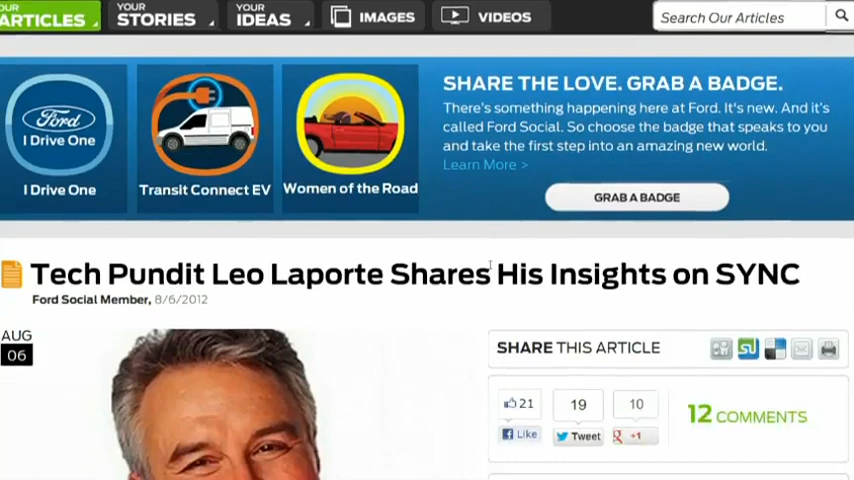 YOUR
ARTICLES
YOUR
STORIES
YOUR
IDEAS
IMAGES
VIDEOS
Search Our Articles
Ford
I Drive One
I Drive One
Transit Connect EV
Women of the Road
SHARE THE LOVE. GRAB A BADGE.
There's something happening here at Ford. It's new. And it's
called Ford Social. So choose the badge that speaks to you
and take the first step into an amazing new world.
Learn More >
GRAB A BADGE
Tech Pundit Leo Laporte Shares His Insights on SYNC
Ford Social Member, 8/6/2012
AUG
06
SHARE THIS ARTICLE
21
19
10
Like
Tweet
+1
12 COMMENTS